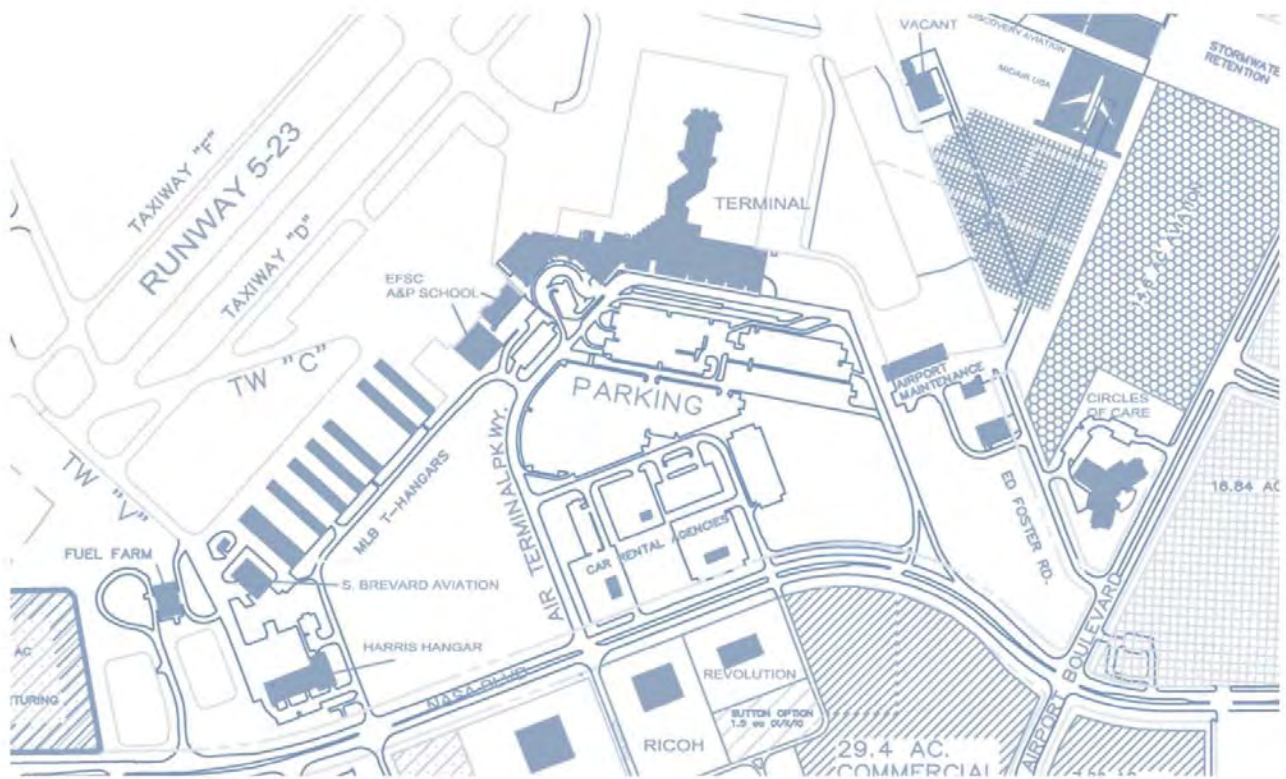 VACANT
DISCOVERY AVIATION
MIDAIR USA
STORMWATE
RETENTION
TAXIWAY "F"
RUNWAY 5-23
TAXIWAY "D"
TW "C"
TW "V"
TERMINAL
EFSC
A&P SCHOOL
PARKING
AIRPORT
MAINTENANCE
CIRCLES
OF CARE
16.84 AC
MLB T-HANGARS
AIR TERMINAL PKWY.
CAR RENTAL AGENCIES
ED FOSTER RD.
FUEL FARM
S. BREVARD AVIATION
HARRIS HANGAR
AC
TURING
NASA BLVD
REVOLUTION
BUTTON OPTION
RICOH
29.4 AC.
COMMERCIAL
AIRPORT BOULEVARD